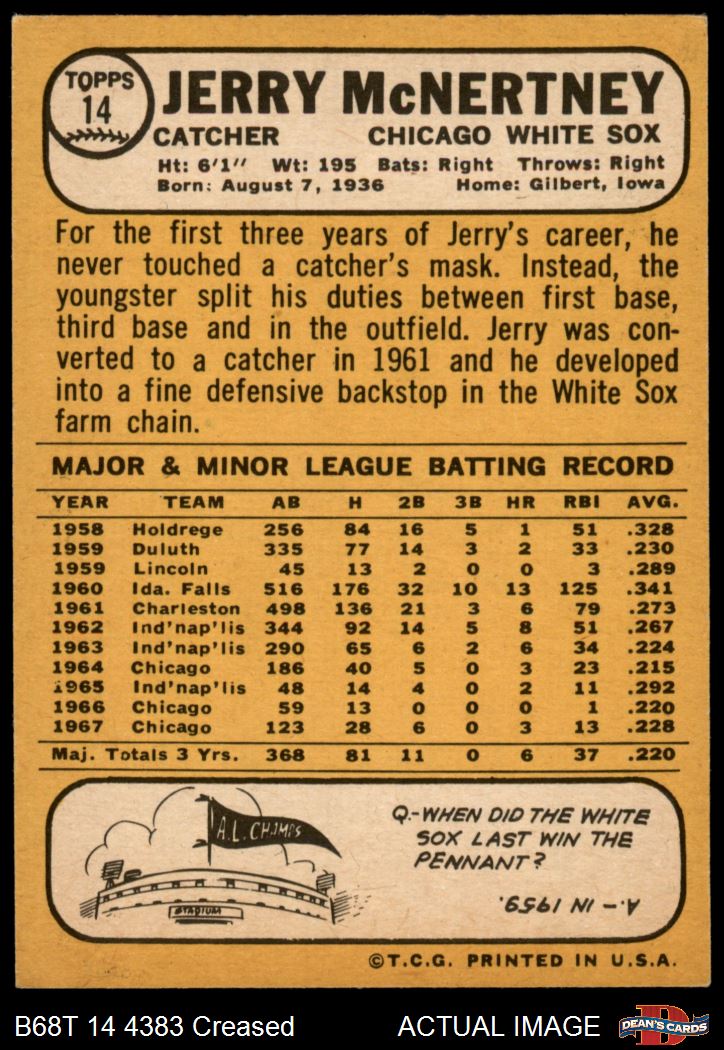 TOPPS
14
JERRY McNERTNEY
CATCHER CHICAGO WHITE SOX
Ht: 6'1" Wt: 195 Bats: Right Throws: Right
Born: August 7, 1936 Home: Gilbert, Iowa
For the first three years of Jerry's career, he
never touched a catcher's mask. Instead, the
youngster split his duties between first base,
third base and in the outfield. Jerry was con-
verted to a catcher in 1961 and he developed
into a fine defensive backstop in the White Sox
farm chain.
MAJOR & MINOR LEAGUE BATTING RECORD
YEAR TEAM AB H 2B 3B HR RBI AVG.
1958 Holdrege 256 84 16 5 1 51 .328
1959 Duluth 335 77 14 3 2 33 .230
1959 Lincoln 45 13 2 0 0 3 .289
1960 Ida. Falls 516 176 32 10 13 125 .341
1961 Charleston 498 136 21 3 6 79 .273
1962 Ind'nap'lis 344 92 14 5 8 51 .267
1963 Ind'nap'lis 290 65 6 2 6 34 .224
1964 Chicago 186 40 5 0 3 23 .215
1965 Ind'nap'lis 48 14 4 0 2 11 .292
1966 Chicago 59 13 0 0 0 1 .220
1967 Chicago 123 28 6 0 3 13 .228
Maj. Totals 3 Yrs. 368 81 11 0 6 37 .220
A.L. CHAMPS
STADIUM
Q.-WHEN DID THE WHITE
SOX LAST WIN THE
PENNANT?
A. - IN 1959.
©T.C.G. PRINTED IN U.S.A.
B68T 14 4383 Creased ACTUAL IMAGE
D
DEAN'S CARDS